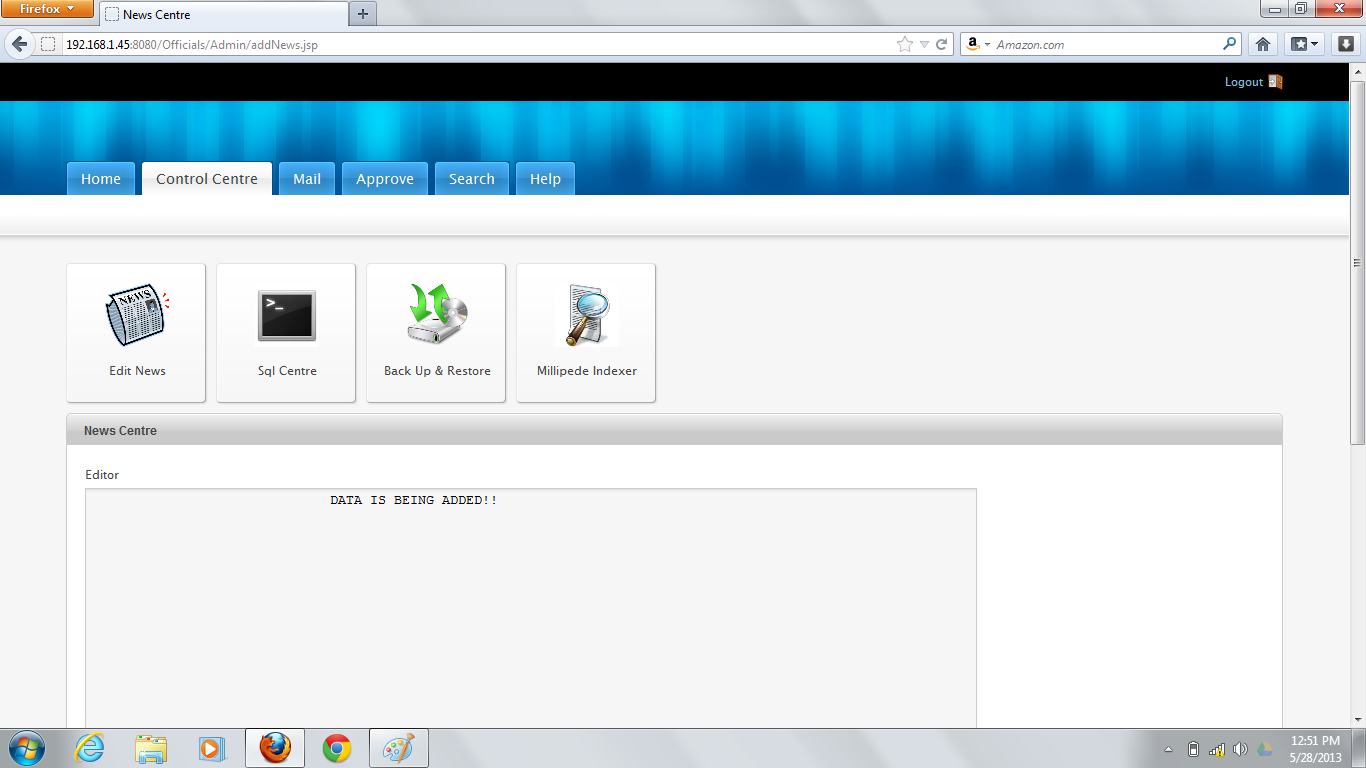 Firefox
News Centre
192.168.1.45:8080/Officials/Admin/addNews.jsp
Amazon.com
Logout
Home
Control Centre
Mail
Approve
Search
Help
NEWS
Edit News
>_
Sql Centre
Back Up & Restore
Millipede Indexer
News Centre
Editor
DATA IS BEING ADDED!!
12:51 PM
5/28/2013